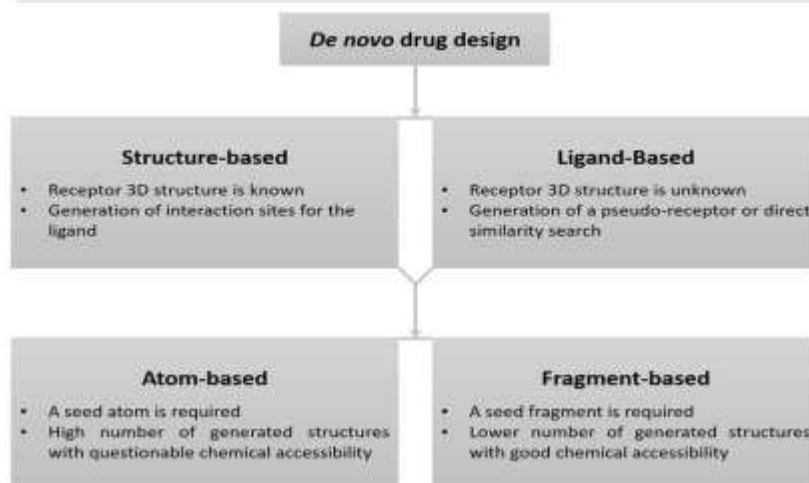 De novo drug design
Structure-based
• Receptor 3D structure is known
• Generation of interaction sites for the
ligand
Ligand-Based
• Receptor 3D structure is unknown
• Generation of a pseudo-receptor or direct
similarity search
Atom-based
• A seed atom is required
• High number of generated structures
with questionable chemical accessibility
Fragment-based
• A seed fragment is required
• Lower number of generated structures
with good chemical accessibility